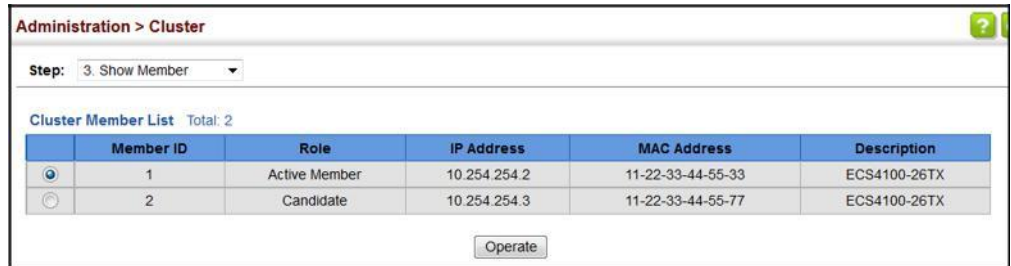 Administration > Cluster ?
Step: 3. Show Member
Cluster Member List Total: 2
Member ID Role IP Address MAC Address Description
1 Active Member 10.254.254.2 11-22-33-44-55-33 ECS4100-26TX
2 Candidate 10.254.254.3 11-22-33-44-55-77 ECS4100-26TX
Operate